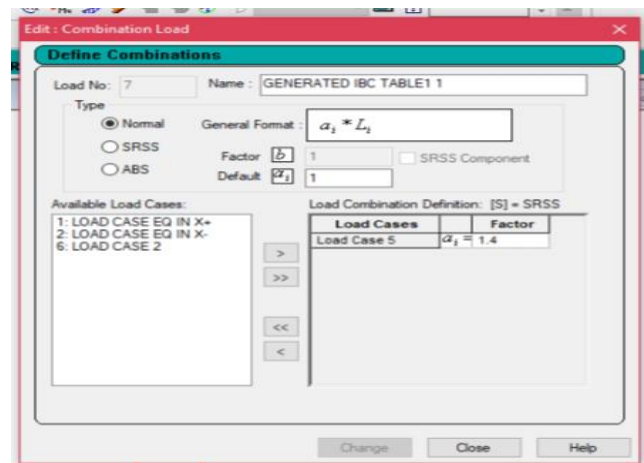 Edit : Combination Load
Define Combinations
Load No: 7 Name : GENERATED IBC TABLE1 1
Type
Normal General Format : a_i * L_i
SRSS
Factor b 1 SRSS Component
ABS
Default a_i 1
Available Load Cases:
1: LOAD CASE EQ IN X+
2: LOAD CASE EQ IN X-
6: LOAD CASE 2
>
>>
<<
<
Load Combination Definition: [S] = SRSS
Load Cases Factor
Load Case 5 a_i = 1.4
Change Close Help